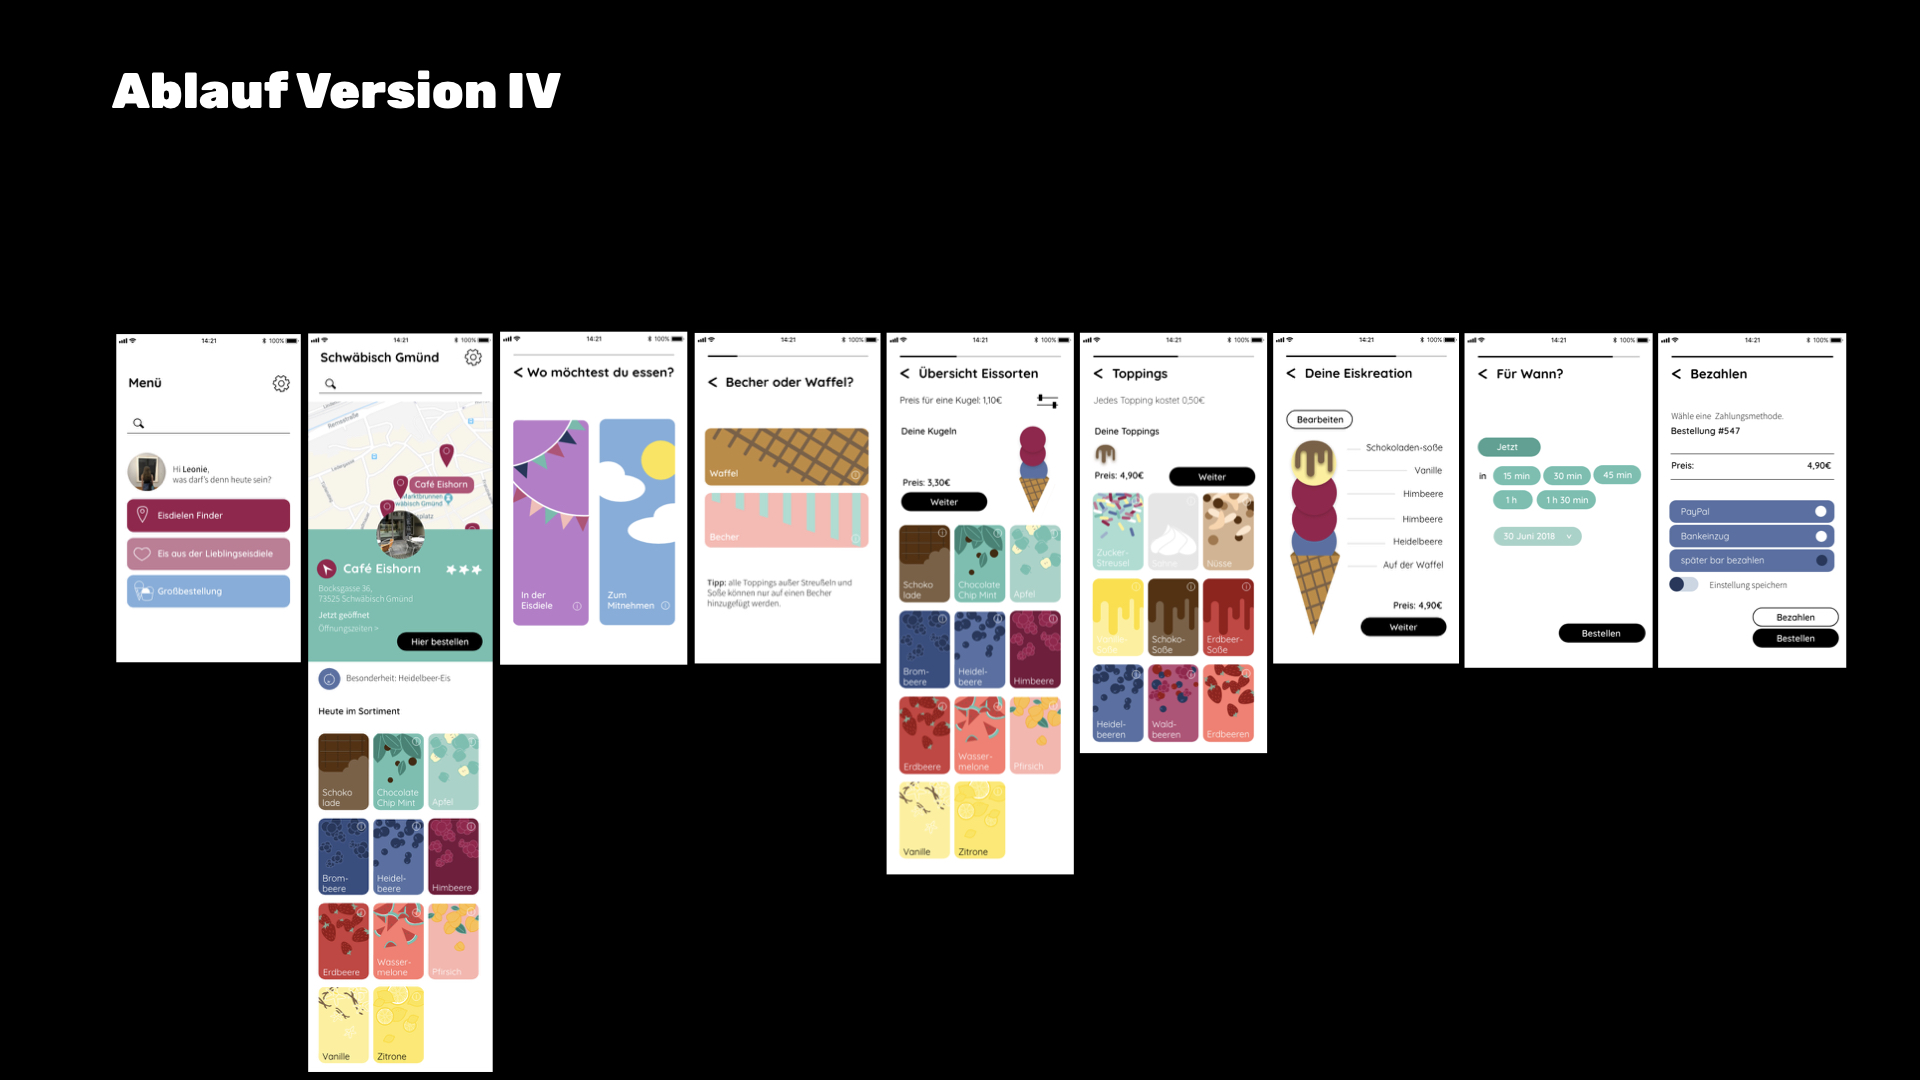 Ablauf Version IV
14:21
100%
Menü
Hi Leonie,
was darf's denn heute sein?
Eisdielen Finder
Eis aus der Lieblingseisdiele
Großbestellung
14:21
100%
Schwäbisch Gmünd
Remsstraße
Café Eishorn
Marktbrunnen
Café Eishorn
Bocksgasse 36,
73525 Schwäbisch Gmünd
Jetzt geöffnet
Öffnungszeiten >
Hier bestellen
Besonderheit: Heidelbeer-Eis
Heute im Sortiment
Schoko
lade
Chocolate
Chip Mint
Apfel
Brom-
beere
Heidel-
beere
Himbeere
Erdbeere
Wasser-
melone
Pfirsich
Vanille
Zitrone
14:21
100%
< Wo möchtest du essen?
In der
Eisdiele
Zum
Mitnehmen
14:21
100%
< Becher oder Waffel?
Waffel
Becher
Tipp: alle Toppings außer Streußeln und
Soße können nur auf einen Becher
hinzugefügt werden.
14:21
100%
< Übersicht Eissorten
Preis für eine Kugel: 1,10€
Deine Kugeln
Preis: 3,30€
Weiter
Schoko
lade
Chocolate
Chip Mint
Apfel
Brom-
beere
Heidel-
beere
Himbeere
Erdbeere
Wasser-
melone
Pfirsich
Vanille
Zitrone
14:21
100%
< Toppings
Jedes Topping kostet 0,50€
Deine Toppings
Preis: 4,90€
Weiter
Zucker-
Streusel
Sahne
Nüsse
Vanille-
Soße
Schoko-
Soße
Erdbeer-
Soße
Heidel-
beeren
Wald-
beeren
Erdbeeren
14:21
100%
< Deine Eiskreation
Bearbeiten
Schokoladen-soße
Vanille
Himbeere
Himbeere
Heidelbeere
Auf der Waffel
Preis: 4,90€
Weiter
14:21
100%
< Für Wann?
Jetzt
in 15 min 30 min 45 min
1 h 1 h 30 min
30 Juni 2018
Bestellen
14:21
100%
< Bezahlen
Wähle eine Zahlungsmethode.
Bestellung #547
Preis: 4,90€
PayPal
Bankeinzug
später bar bezahlen
Einstellung speichern
Bezahlen
Bestellen